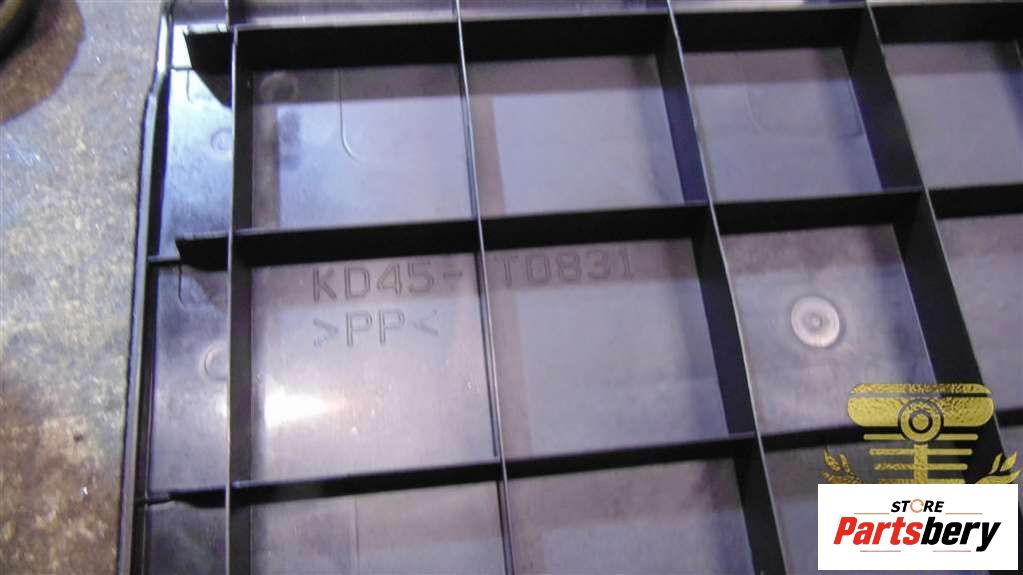 KD45- T0831
>PP<
STORE
Partsbery